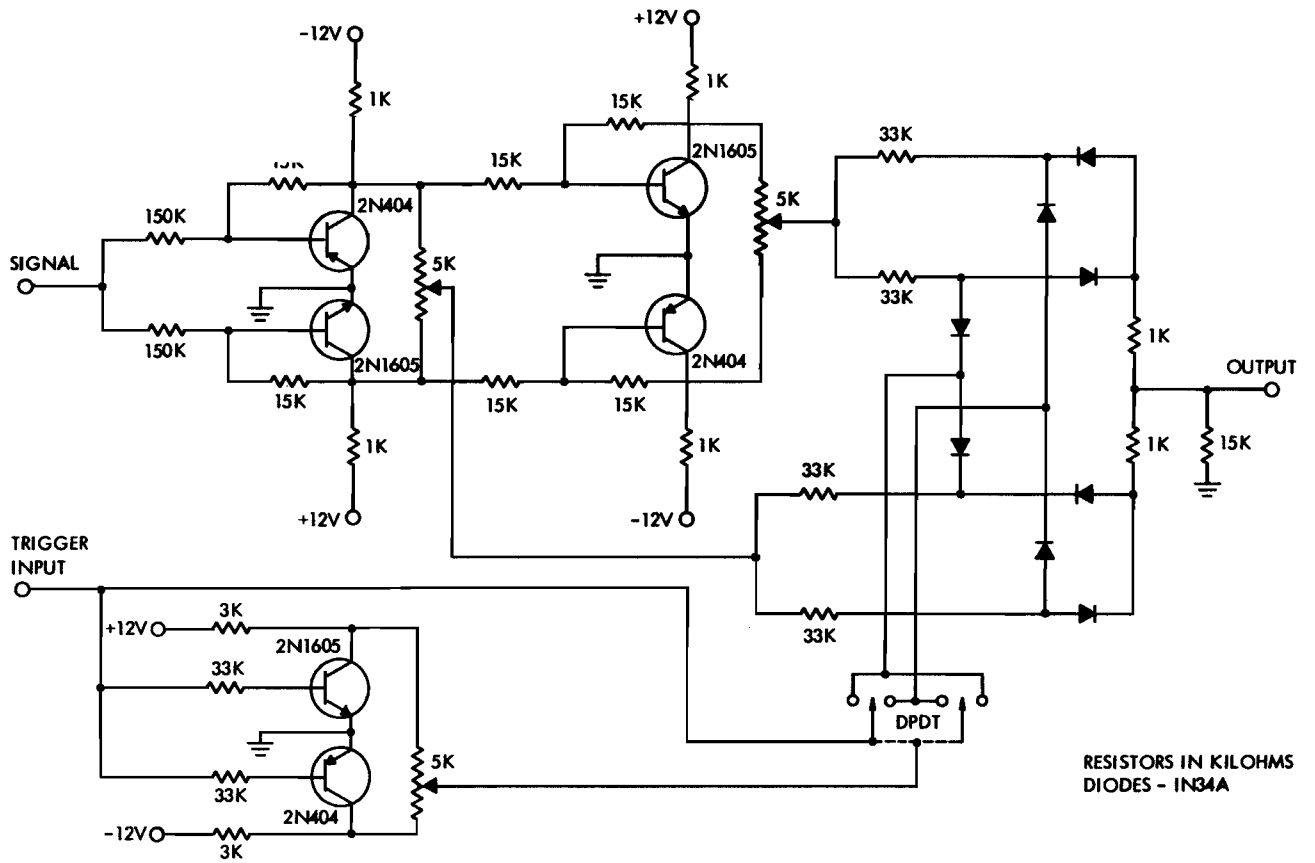 +12V
-12V
1K
1K
15K
33K
2N1605
15K
2N404
150K
5K
5K
SIGNAL
33K
150K
2N1605
2N404
1K
OUTPUT
15K
15K
15K
1K
15K
1K
1K
33K
+12V
-12V
TRIGGER
INPUT
3K
+12V
2N1605
33K
33K
DPDT
5K
33K
RESISTORS IN KILOHMS
DIODES - IN34A
2N404
-12V
3K